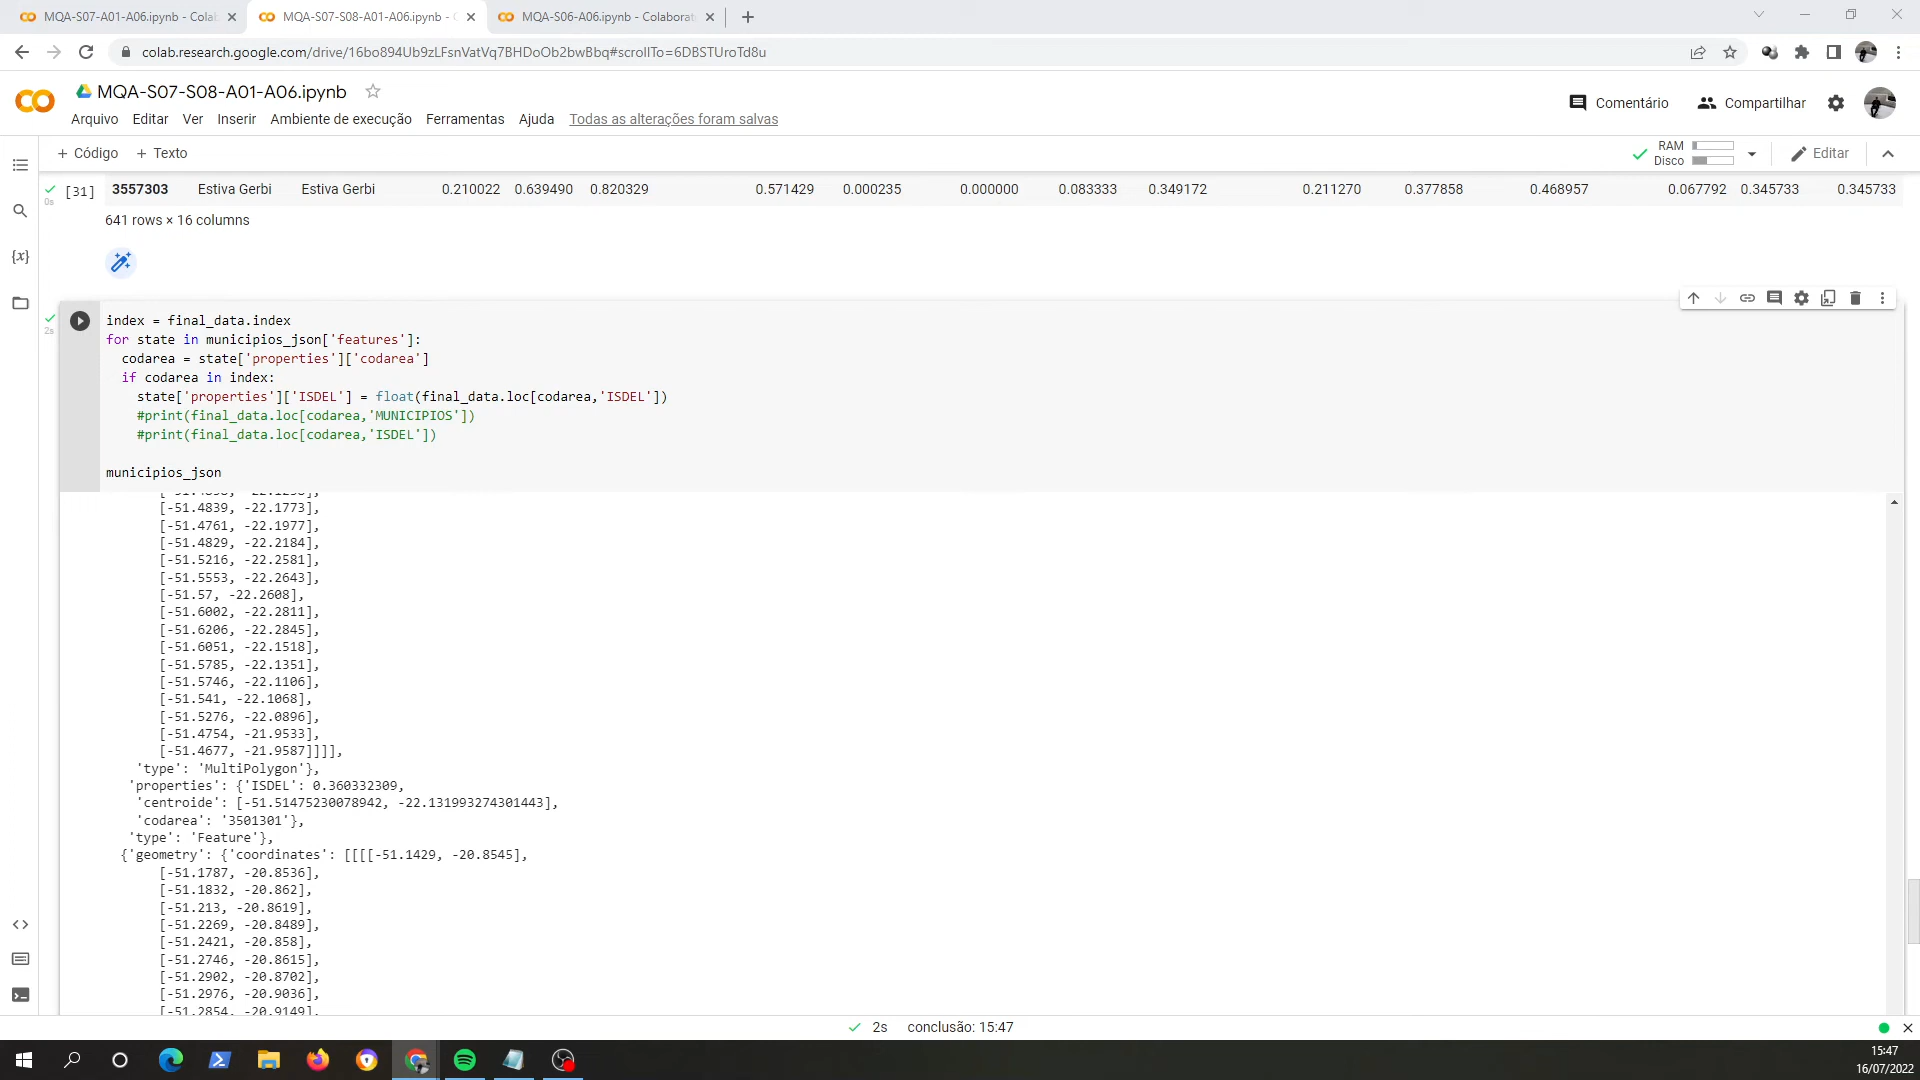 MQA-S07-A01-A06.ipynb - Colab
MQA-S07-S08-A01-A06.ipynb - C
MQA-S06-A06.ipynb - Colaborat
colab.research.google.com/drive/16bo894Ub9zLFsnVatVq7BHDoOb2bwBbq#scrollTo=6DBSTUroTd8u
MQA-S07-S08-A01-A06.ipynb
Comentário Compartilhar
Arquivo Editar Ver Inserir Ambiente de execução Ferramentas Ajuda Todas as alterações foram salvas
+ Código + Texto
RAM
Disco
Editar
[31] 3557303 Estiva Gerbi Estiva Gerbi 0.210022 0.639490 0.820329 0.571429 0.000235 0.000000 0.083333 0.349172 0.211270 0.377858 0.468957 0.067792 0.345733 0.345733
0s
641 rows × 16 columns
{x}
2s
index = final_data.index
for state in municipios_json['features']:
codarea = state['properties']['codarea']
if codarea in index:
state['properties']['ISDEL'] = float(final_data.loc[codarea,'ISDEL'])
#print(final_data.loc[codarea,'MUNICIPIOS'])
#print(final_data.loc[codarea,'ISDEL'])
municipios_json
[-51.4839, -22.1773],
[-51.4761, -22.1977],
[-51.4829, -22.2184],
[-51.5216, -22.2581],
[-51.5553, -22.2643],
[-51.57, -22.2608],
[-51.6002, -22.2811],
[-51.6206, -22.2845],
[-51.6051, -22.1518],
[-51.5785, -22.1351],
[-51.5746, -22.1106],
[-51.541, -22.1068],
[-51.5276, -22.0896],
[-51.4754, -21.9533],
[-51.4677, -21.9587]]]],
'type': 'MultiPolygon'},
'properties': {'ISDEL': 0.360332309,
'centroide': [-51.51475230078942, -22.131993274301443],
'codarea': '3501301'},
'type': 'Feature'},
{'geometry': {'coordinates': [[[[-51.1429, -20.8545],
[-51.1787, -20.8536],
[-51.1832, -20.862],
[-51.213, -20.8619],
[-51.2269, -20.8489],
[-51.2421, -20.858],
[-51.2746, -20.8615],
[-51.2902, -20.8702],
[-51.2976, -20.9036],
[-51.2854, -20.9149],
2s conclusão: 15:47
15:47
16/07/2022